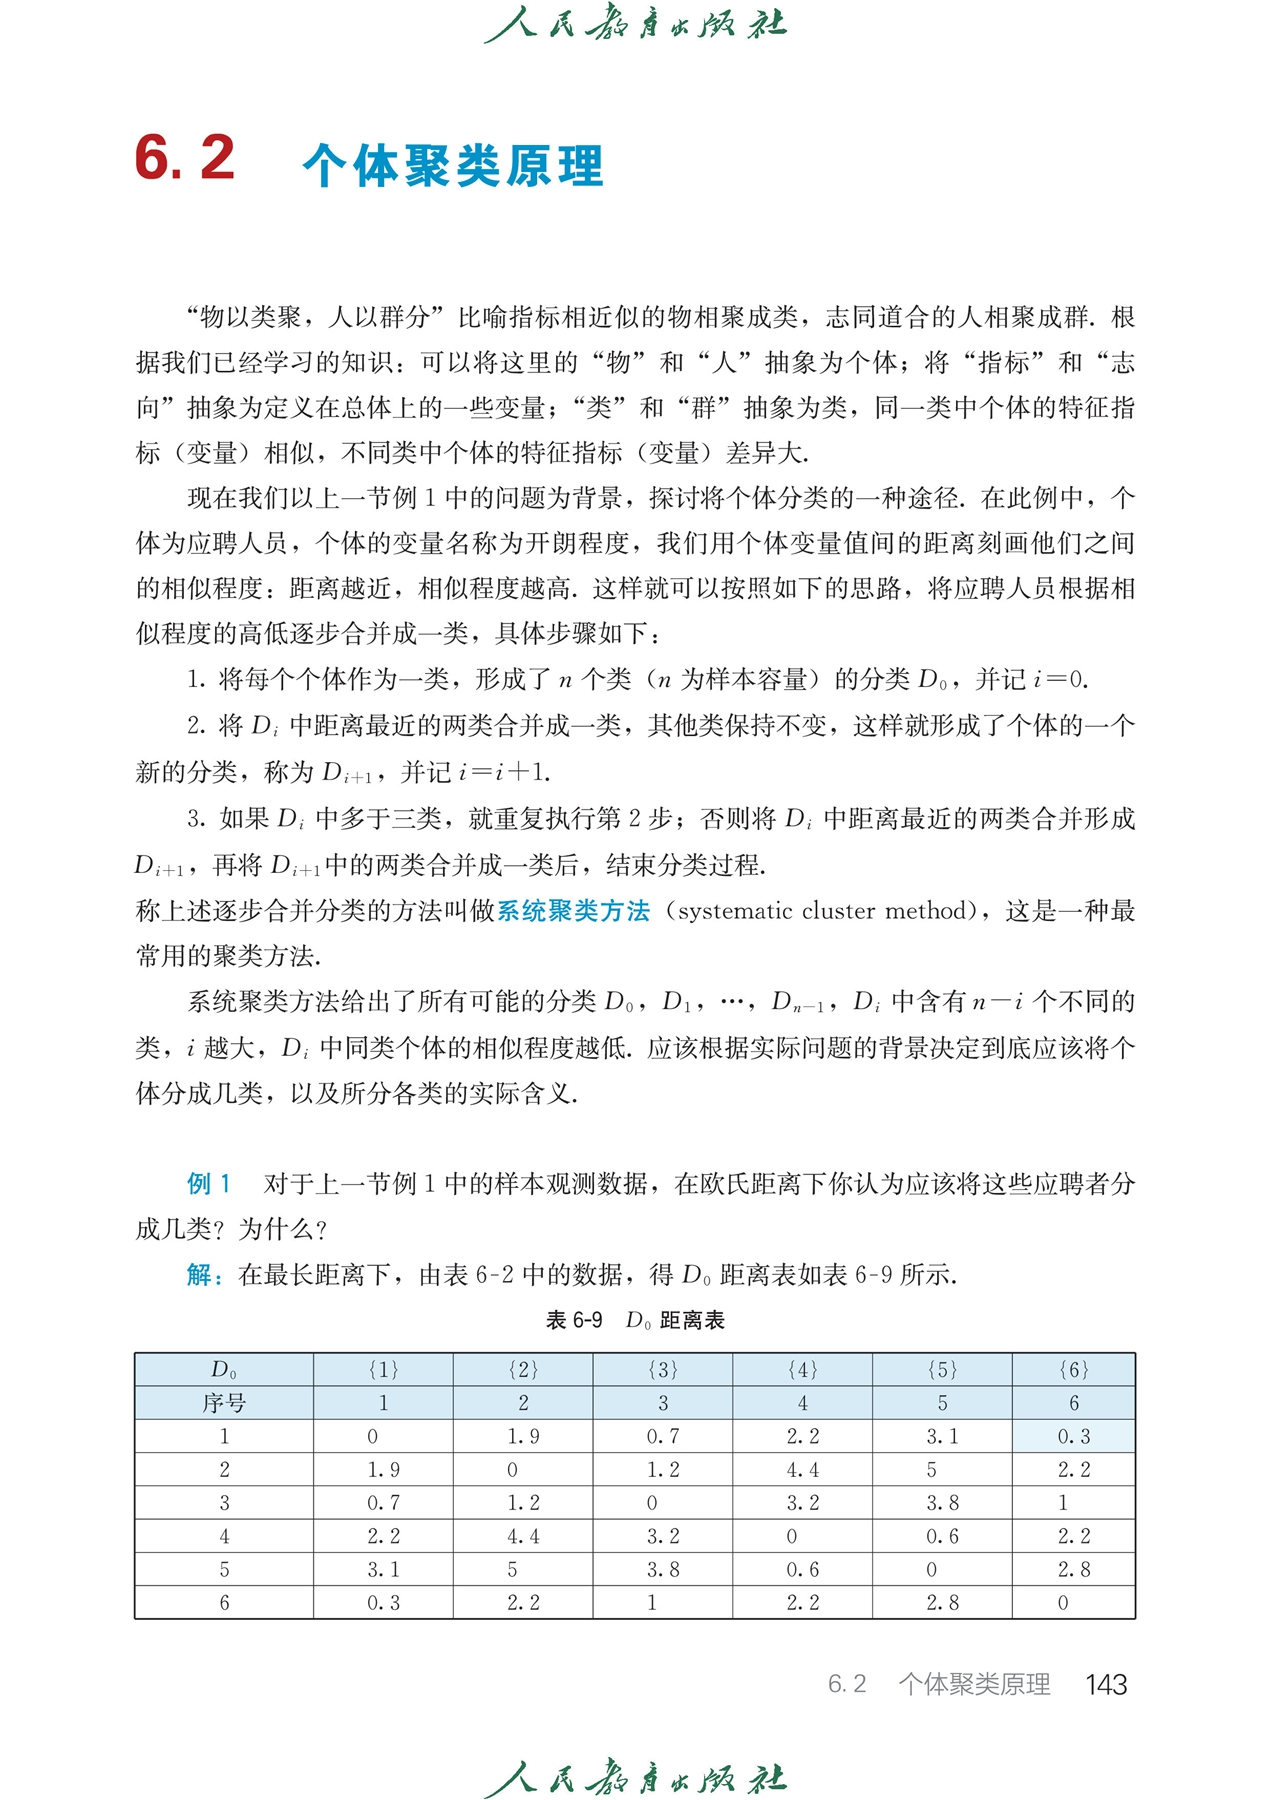 人民教育出版社
6.2 个体聚类原理
“物以类聚，人以群分”比喻指标相近似的物相聚成类，志同道合的人相聚成群. 根
据我们已经学习的知识：可以将这里的“物”和“人”抽象为个体；将“指标”和“志
向”抽象为定义在总体上的一些变量；“类”和“群”抽象为类，同一类中个体的特征指
标（变量）相似，不同类中个体的特征指标（变量）差异大.
现在我们以上一节例 1 中的问题为背景，探讨将个体分类的一种途径. 在此例中，个
体为应聘人员，个体的变量名称为开朗程度，我们用个体变量值间的距离刻画他们之间
的相似程度：距离越近，相似程度越高. 这样就可以按照如下的思路，将应聘人员根据相
似程度的高低逐步合并成一类，具体步骤如下：
1. 将每个个体作为一类，形成了 n 个类（n 为样本容量）的分类 D₀，并记 i=0.
2. 将 Dᵢ 中距离最近的两类合并成一类，其他类保持不变，这样就形成了个体的一个
新的分类，称为 Dᵢ₊₁，并记 i=i+1.
3. 如果 Dᵢ 中多于三类，就重复执行第 2 步；否则将 Dᵢ 中距离最近的两类合并形成
Dᵢ₊₁，再将 Dᵢ₊₁中的两类合并成一类后，结束分类过程.
称上述逐步合并分类的方法叫做系统聚类方法（systematic cluster method），这是一种最
常用的聚类方法.
系统聚类方法给出了所有可能的分类 D₀，D₁，…，Dₙ₋₁，Dᵢ 中含有 n－i 个不同的
类，i 越大，Dᵢ 中同类个体的相似程度越低. 应该根据实际问题的背景决定到底应该将个
体分成几类，以及所分各类的实际含义.
例 1 对于上一节例 1 中的样本观测数据，在欧氏距离下你认为应该将这些应聘者分
成几类？为什么？
解：在最长距离下，由表 6-2 中的数据，得 D₀ 距离表如表 6-9 所示.
表 6-9 D₀ 距离表
D₀ {1} {2} {3} {4} {5} {6}
序号 1 2 3 4 5 6
1 0 1.9 0.7 2.2 3.1 0.3
2 1.9 0 1.2 4.4 5 2.2
3 0.7 1.2 0 3.2 3.8 1
4 2.2 4.4 3.2 0 0.6 2.2
5 3.1 5 3.8 0.6 0 2.8
6 0.3 2.2 1 2.2 2.8 0
6.2 个体聚类原理 143
人民教育出版社